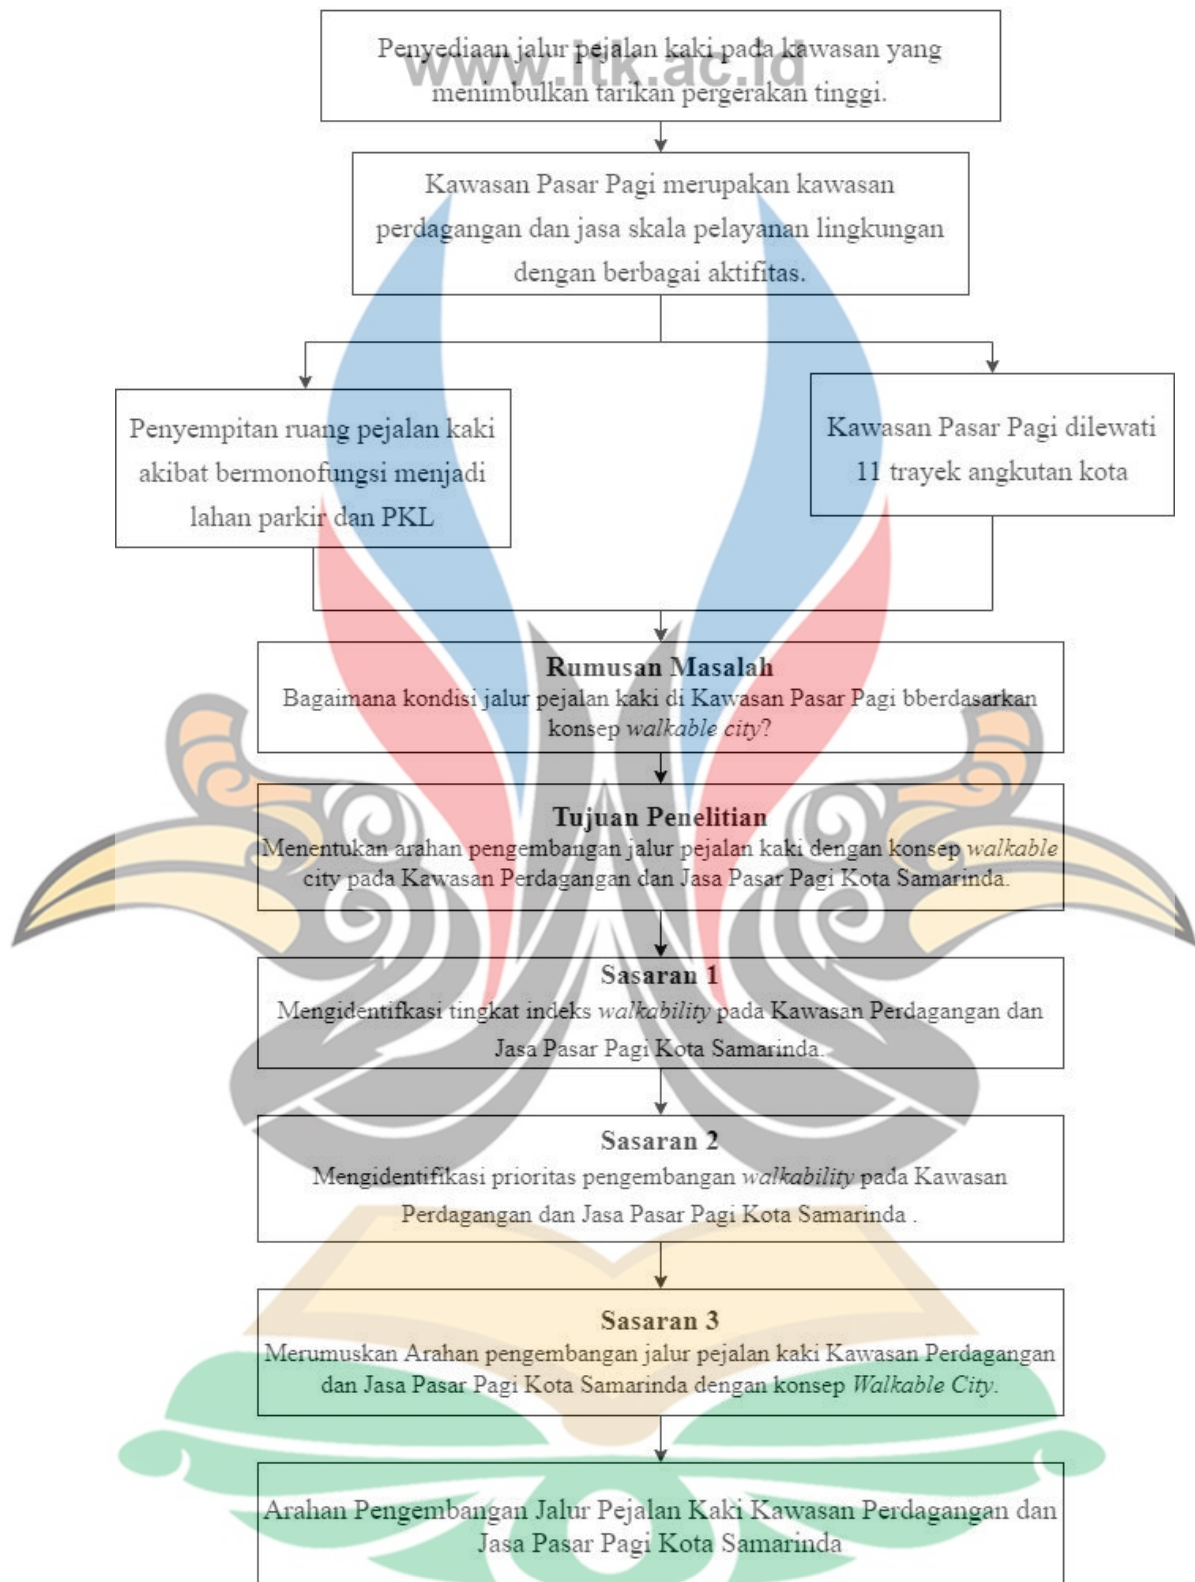 www.itk.ac.id
Penyediaan jalur pejalan kaki pada kawasan yang
menimbulkan tarikan pergerakan tinggi.
Kawasan Pasar Pagi merupakan kawasan
perdagangan dan jasa skala pelayanan lingkungan
dengan berbagai aktifitas.
Penyempitan ruang pejalan kaki
akibat bermonofungsi menjadi
lahan parkir dan PKL
Kawasan Pasar Pagi dilewati
11 trayek angkutan kota
Rumusan Masalah
Bagaimana kondisi jalur pejalan kaki di Kawasan Pasar Pagi bberdasarkan
konsep walkable city?
Tujuan Penelitian
Menentukan arahan pengembangan jalur pejalan kaki dengan konsep walkable
city pada Kawasan Perdagangan dan Jasa Pasar Pagi Kota Samarinda.
Sasaran 1
Mengidentifkasi tingkat indeks walkability pada Kawasan Perdagangan dan
Jasa Pasar Pagi Kota Samarinda.
Sasaran 2
Mengidentifikasi prioritas pengembangan walkability pada Kawasan
Perdagangan dan Jasa Pasar Pagi Kota Samarinda .
Sasaran 3
Merumuskan Arahan pengembangan jalur pejalan kaki Kawasan Perdagangan
dan Jasa Pasar Pagi Kota Samarinda dengan konsep Walkable City.
Arahan Pengembangan Jalur Pejalan Kaki Kawasan Perdagangan dan
Jasa Pasar Pagi Kota Samarinda